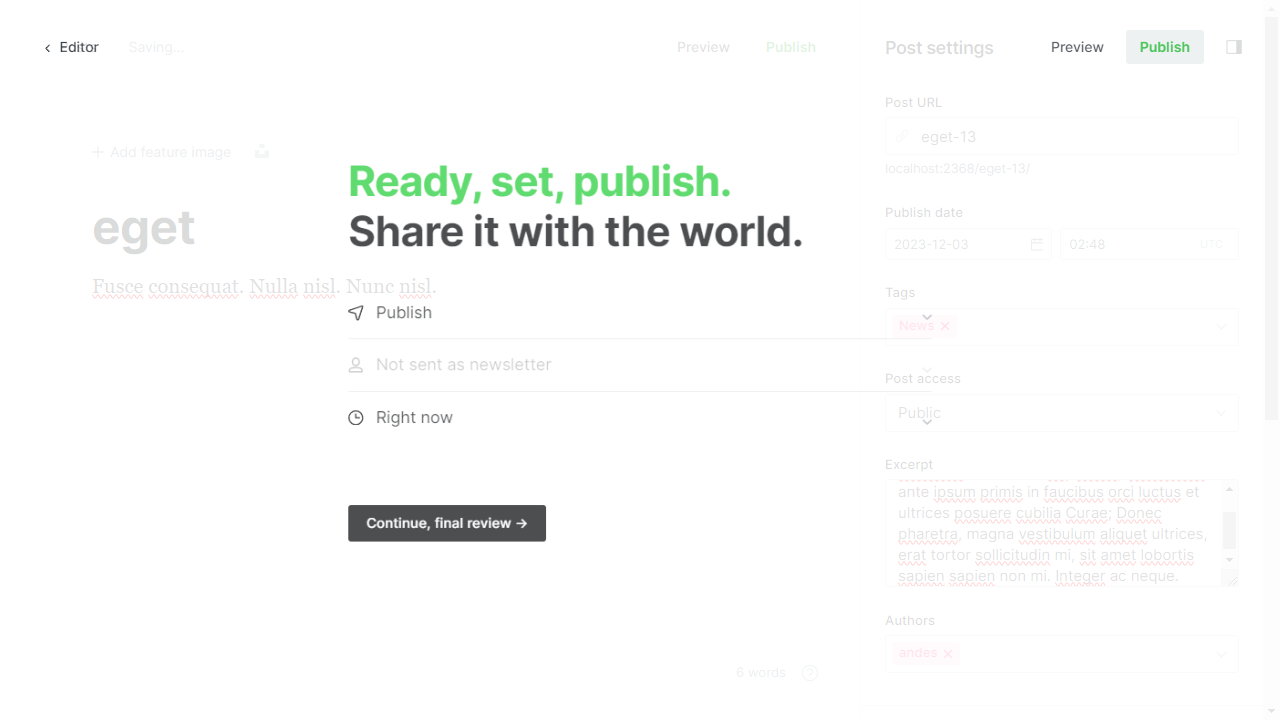 Editor
Saving...
Preview
Publish
Post settings
Preview
Publish
Post URL
eget-13
localhost:2368/eget-13/
Add feature image
Ready, set, publish.
Share it with the world.
eget
Fusce consequat. Nulla nisl. Nunc nisl.
Publish date
2023-12-03
02:48
UTC
Tags
News
Publish
Not sent as newsletter
Right now
Post access
Public
Continue, final review →
Excerpt
ante ipsum primis in faucibus orci luctus et
ultrices posuere cubilia Curae; Donec
pharetra, magna vestibulum aliquet ultrices,
erat tortor sollicitudin mi, sit amet lobortis
sapien sapien non mi. Integer ac neque.
Authors
andes
6 words